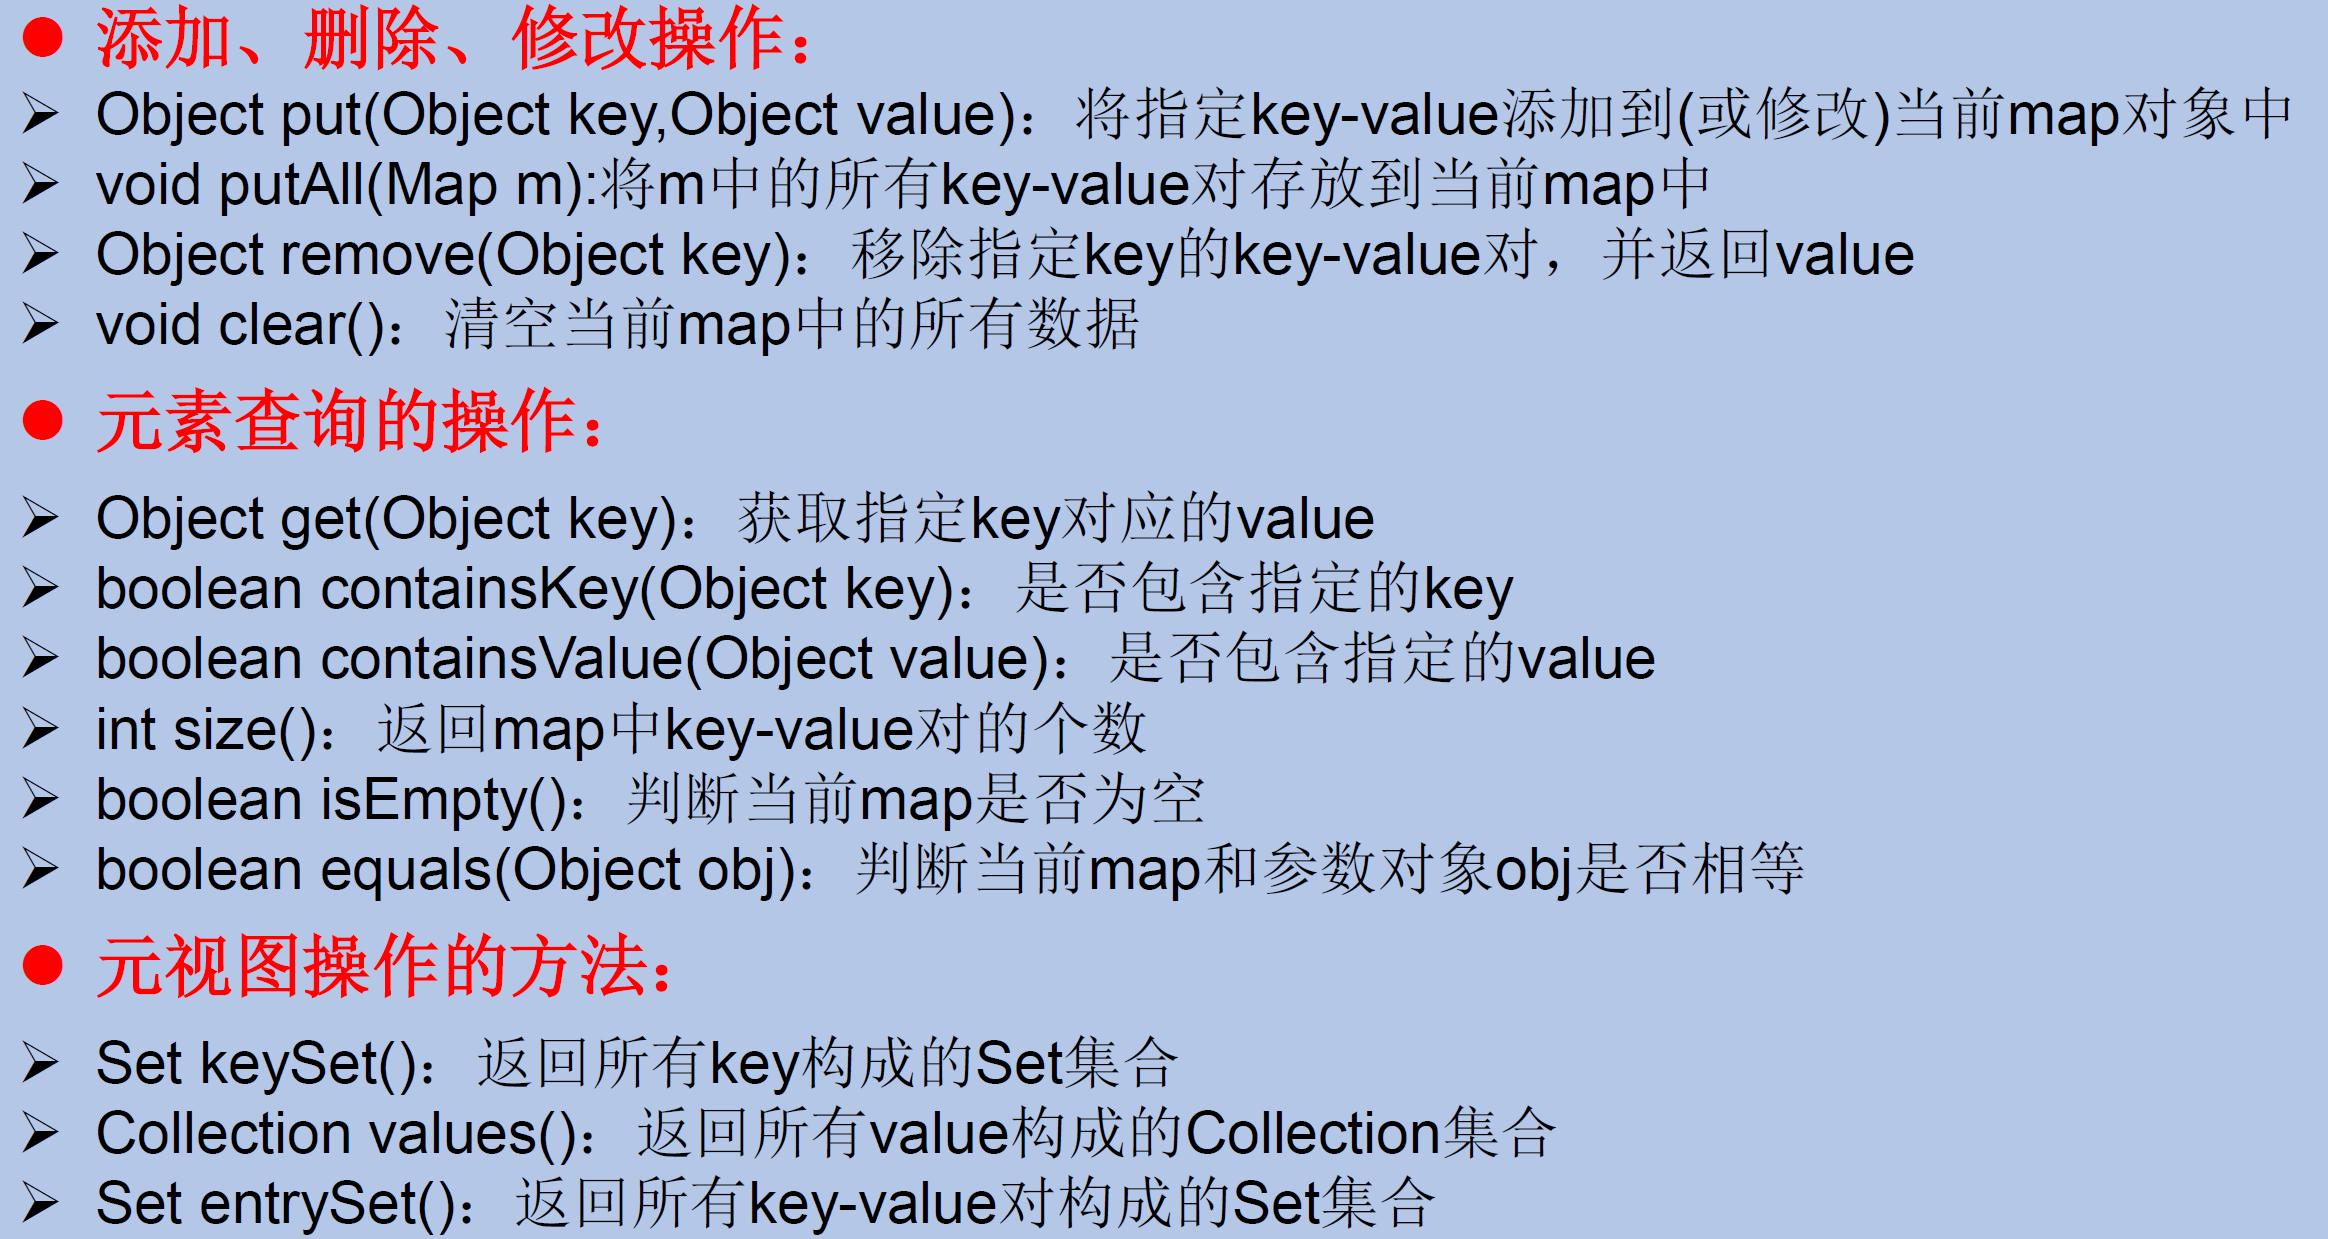 ● 添加、删除、修改操作：
➢ Object put(Object key,Object value)：将指定key-value添加到(或修改)当前map对象中
➢ void putAll(Map m):将m中的所有key-value对存放到当前map中
➢ Object remove(Object key)：移除指定key的key-value对，并返回value
➢ void clear()：清空当前map中的所有数据
● 元素查询的操作：
➢ Object get(Object key)：获取指定key对应的value
➢ boolean containsKey(Object key)：是否包含指定的key
➢ boolean containsValue(Object value)：是否包含指定的value
➢ int size()：返回map中key-value对的个数
➢ boolean isEmpty()：判断当前map是否为空
➢ boolean equals(Object obj)：判断当前map和参数对象obj是否相等
● 元视图操作的方法：
➢ Set keySet()：返回所有key构成的Set集合
➢ Collection values()：返回所有value构成的Collection集合
➢ Set entrySet()：返回所有key-value对构成的Set集合